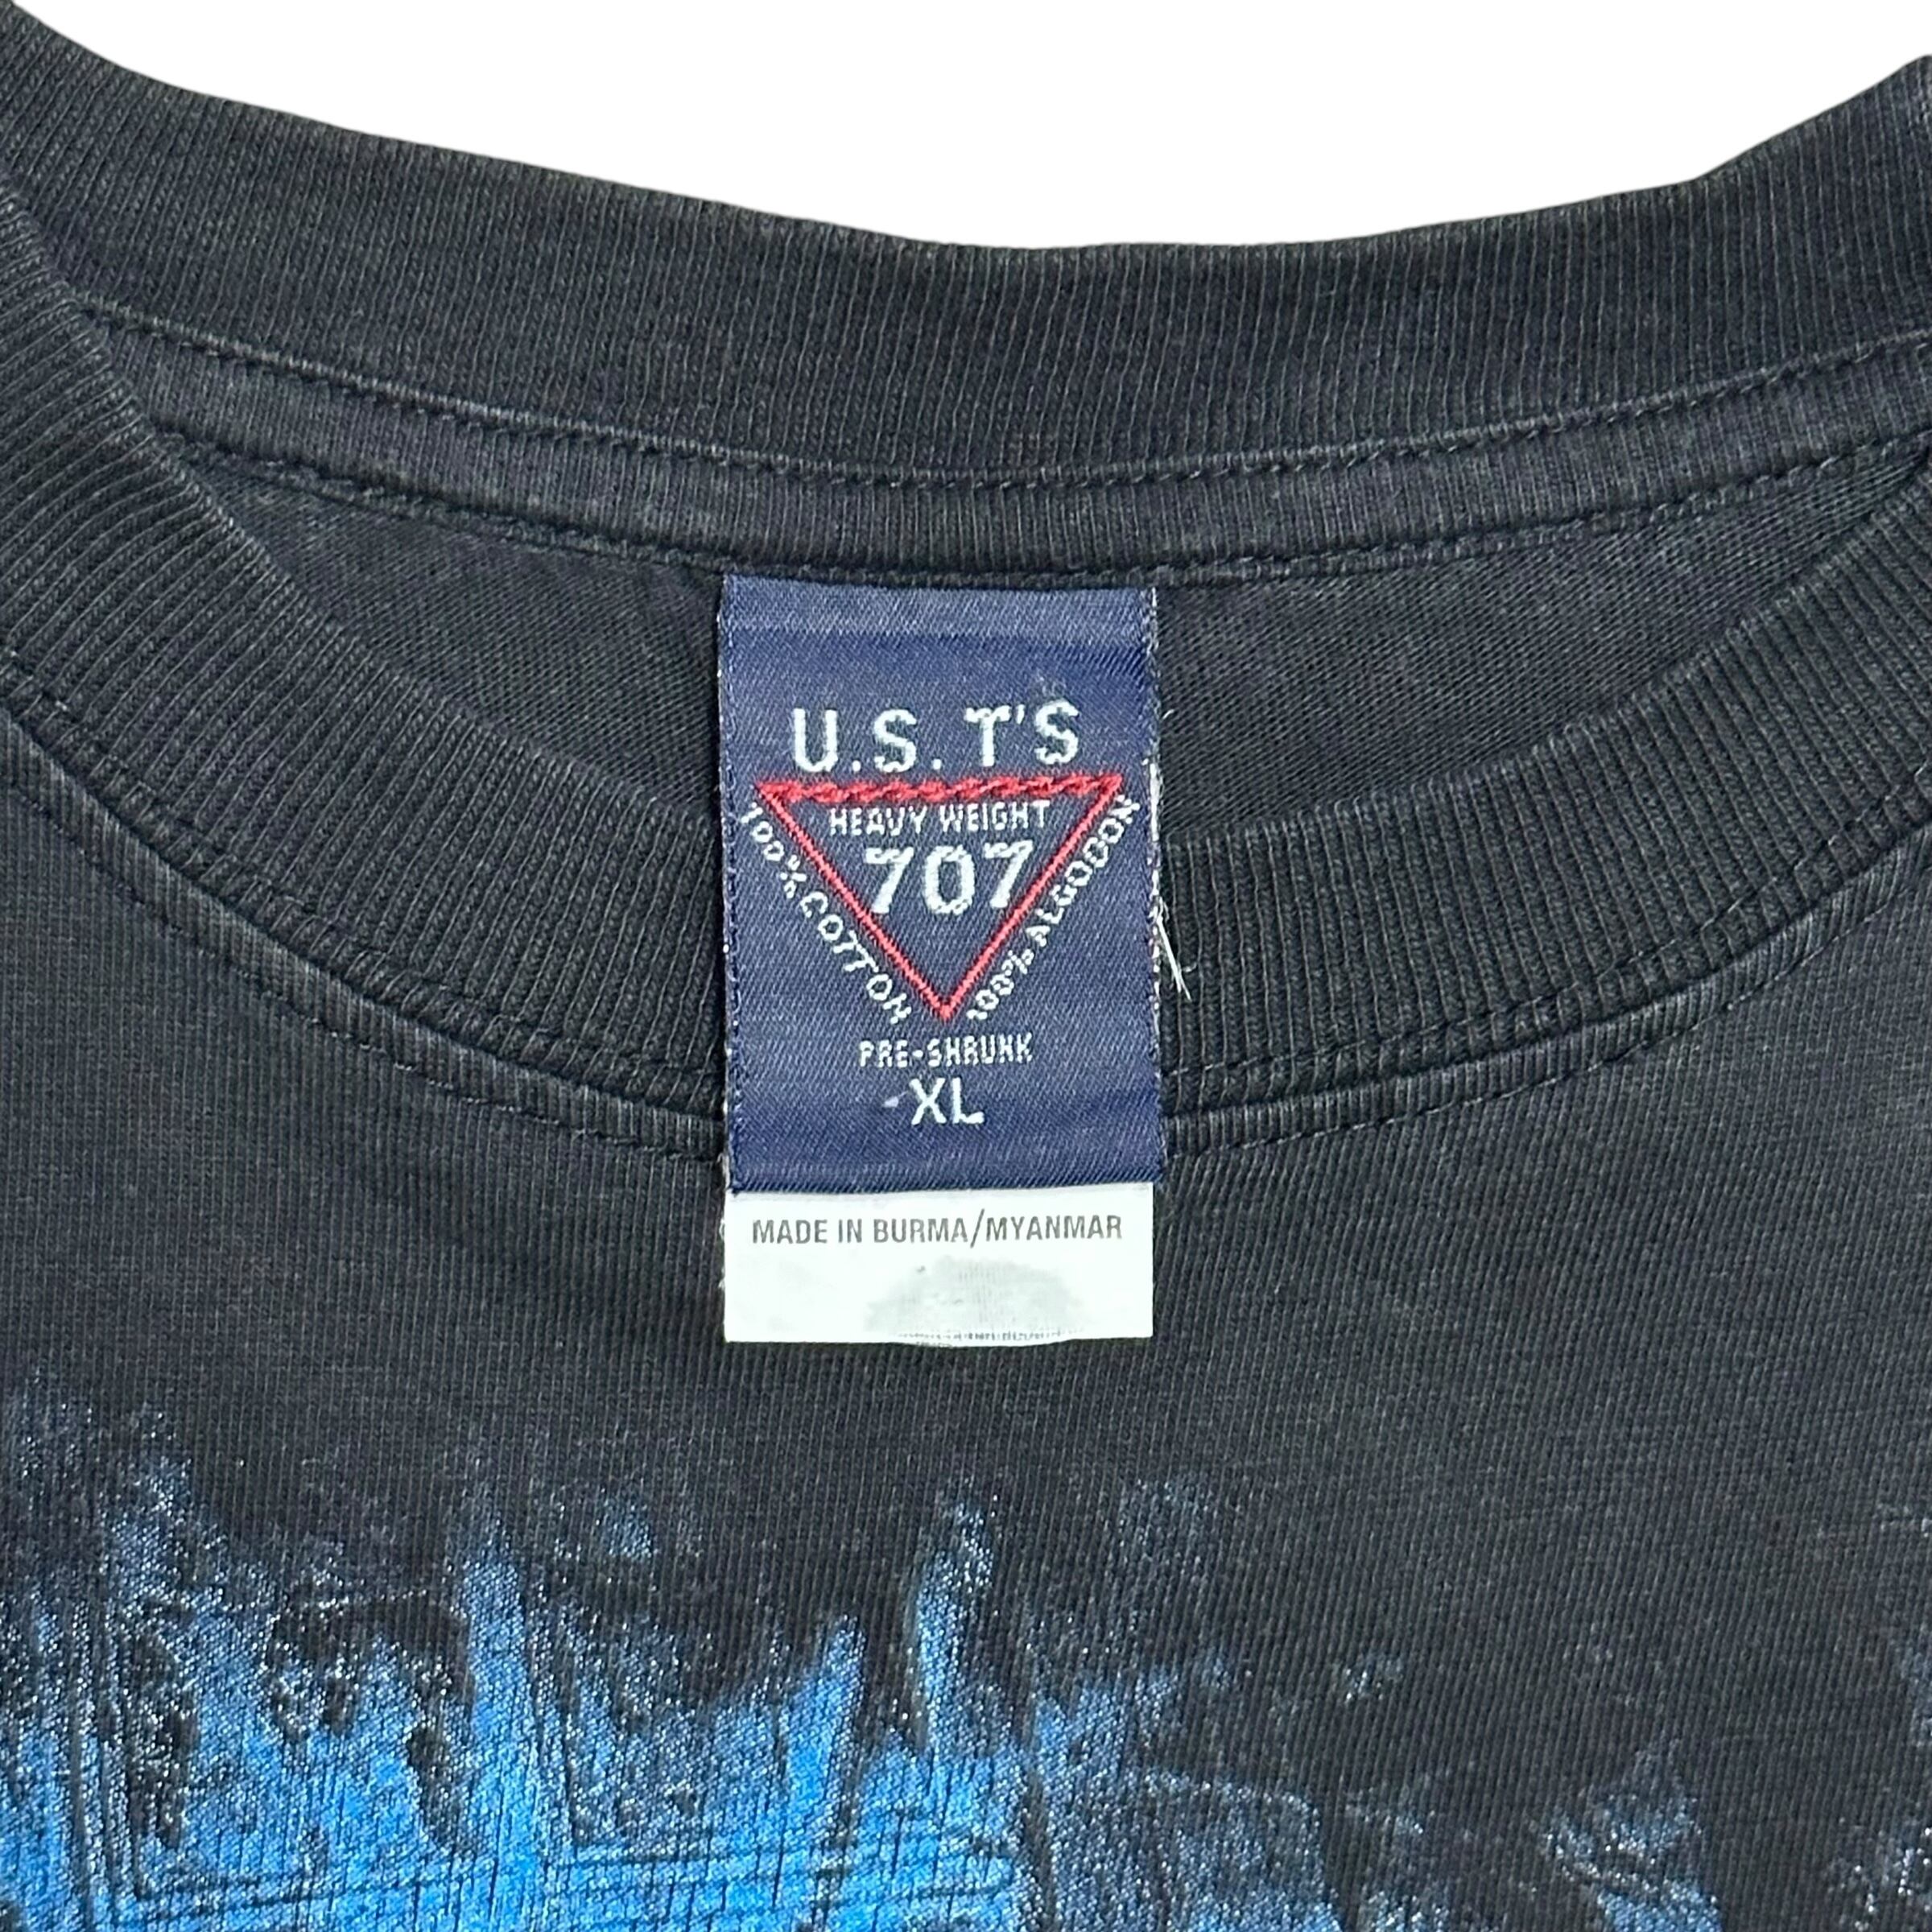 U.S. T'S
HEAVY WEIGHT
707
100% COTTON
100% ALGODON
PRE-SHRUNK
XL
MADE IN BURMA/MYANMAR